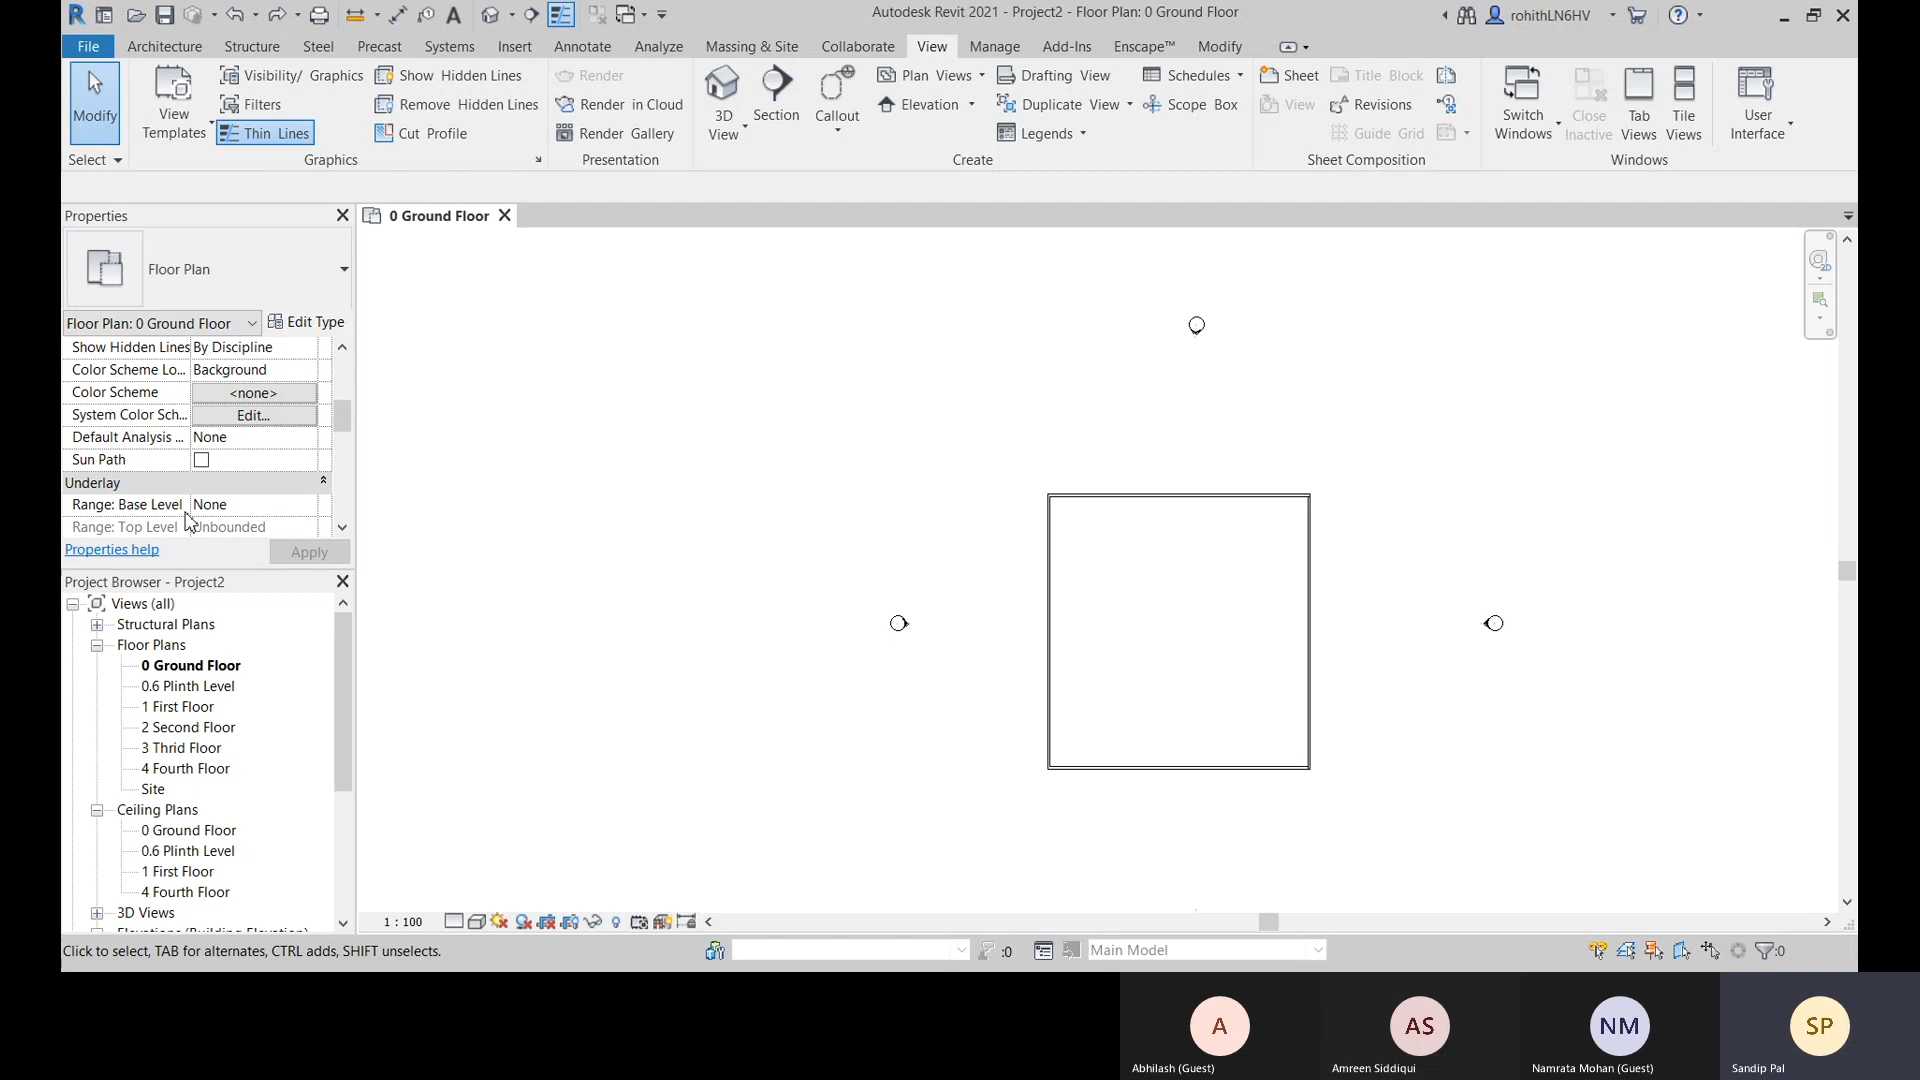 Autodesk Revit 2021 - Project2 - Floor Plan: 0 Ground Floor
rohithLN6HV
File Architecture Structure Steel Precast Systems Insert Annotate Analyze Massing & Site Collaborate View Manage Add-Ins Enscape™ Modify
Modify
View Templates
Visibility/ Graphics
Filters
Thin Lines
Show Hidden Lines
Remove Hidden Lines
Cut Profile
Render
Render in Cloud
Render Gallery
3D View
Section
Callout
Plan Views
Elevation
Drafting View
Duplicate View
Legends
Schedules
Scope Box
Sheet
View
Title Block
Revisions
Guide Grid
Switch Windows
Close Inactive
Tab Views
Tile Views
User Interface
Select Graphics Presentation Create Sheet Composition Windows
Properties
0 Ground Floor
Floor Plan
Floor Plan: 0 Ground Floor
Edit Type
Show Hidden Lines By Discipline
Color Scheme Lo... Background
Color Scheme <none>
System Color Sch... Edit...
Default Analysis ... None
Sun Path
Underlay
Range: Base Level None
Range: Top Level Unbounded
Properties help
Apply
Project Browser - Project2
Views (all)
Structural Plans
Floor Plans
0 Ground Floor
0.6 Plinth Level
1 First Floor
2 Second Floor
3 Thrid Floor
4 Fourth Floor
Site
Ceiling Plans
0 Ground Floor
0.6 Plinth Level
1 First Floor
4 Fourth Floor
3D Views
Elevations (Building Elevation)
1 : 100
Click to select, TAB for alternates, CTRL adds, SHIFT unselects.
:0
Main Model
:0
2D
A
AS
NM
SP
Abhilash (Guest)
Amreen Siddiqui
Namrata Mohan (Guest)
Sandip Pal